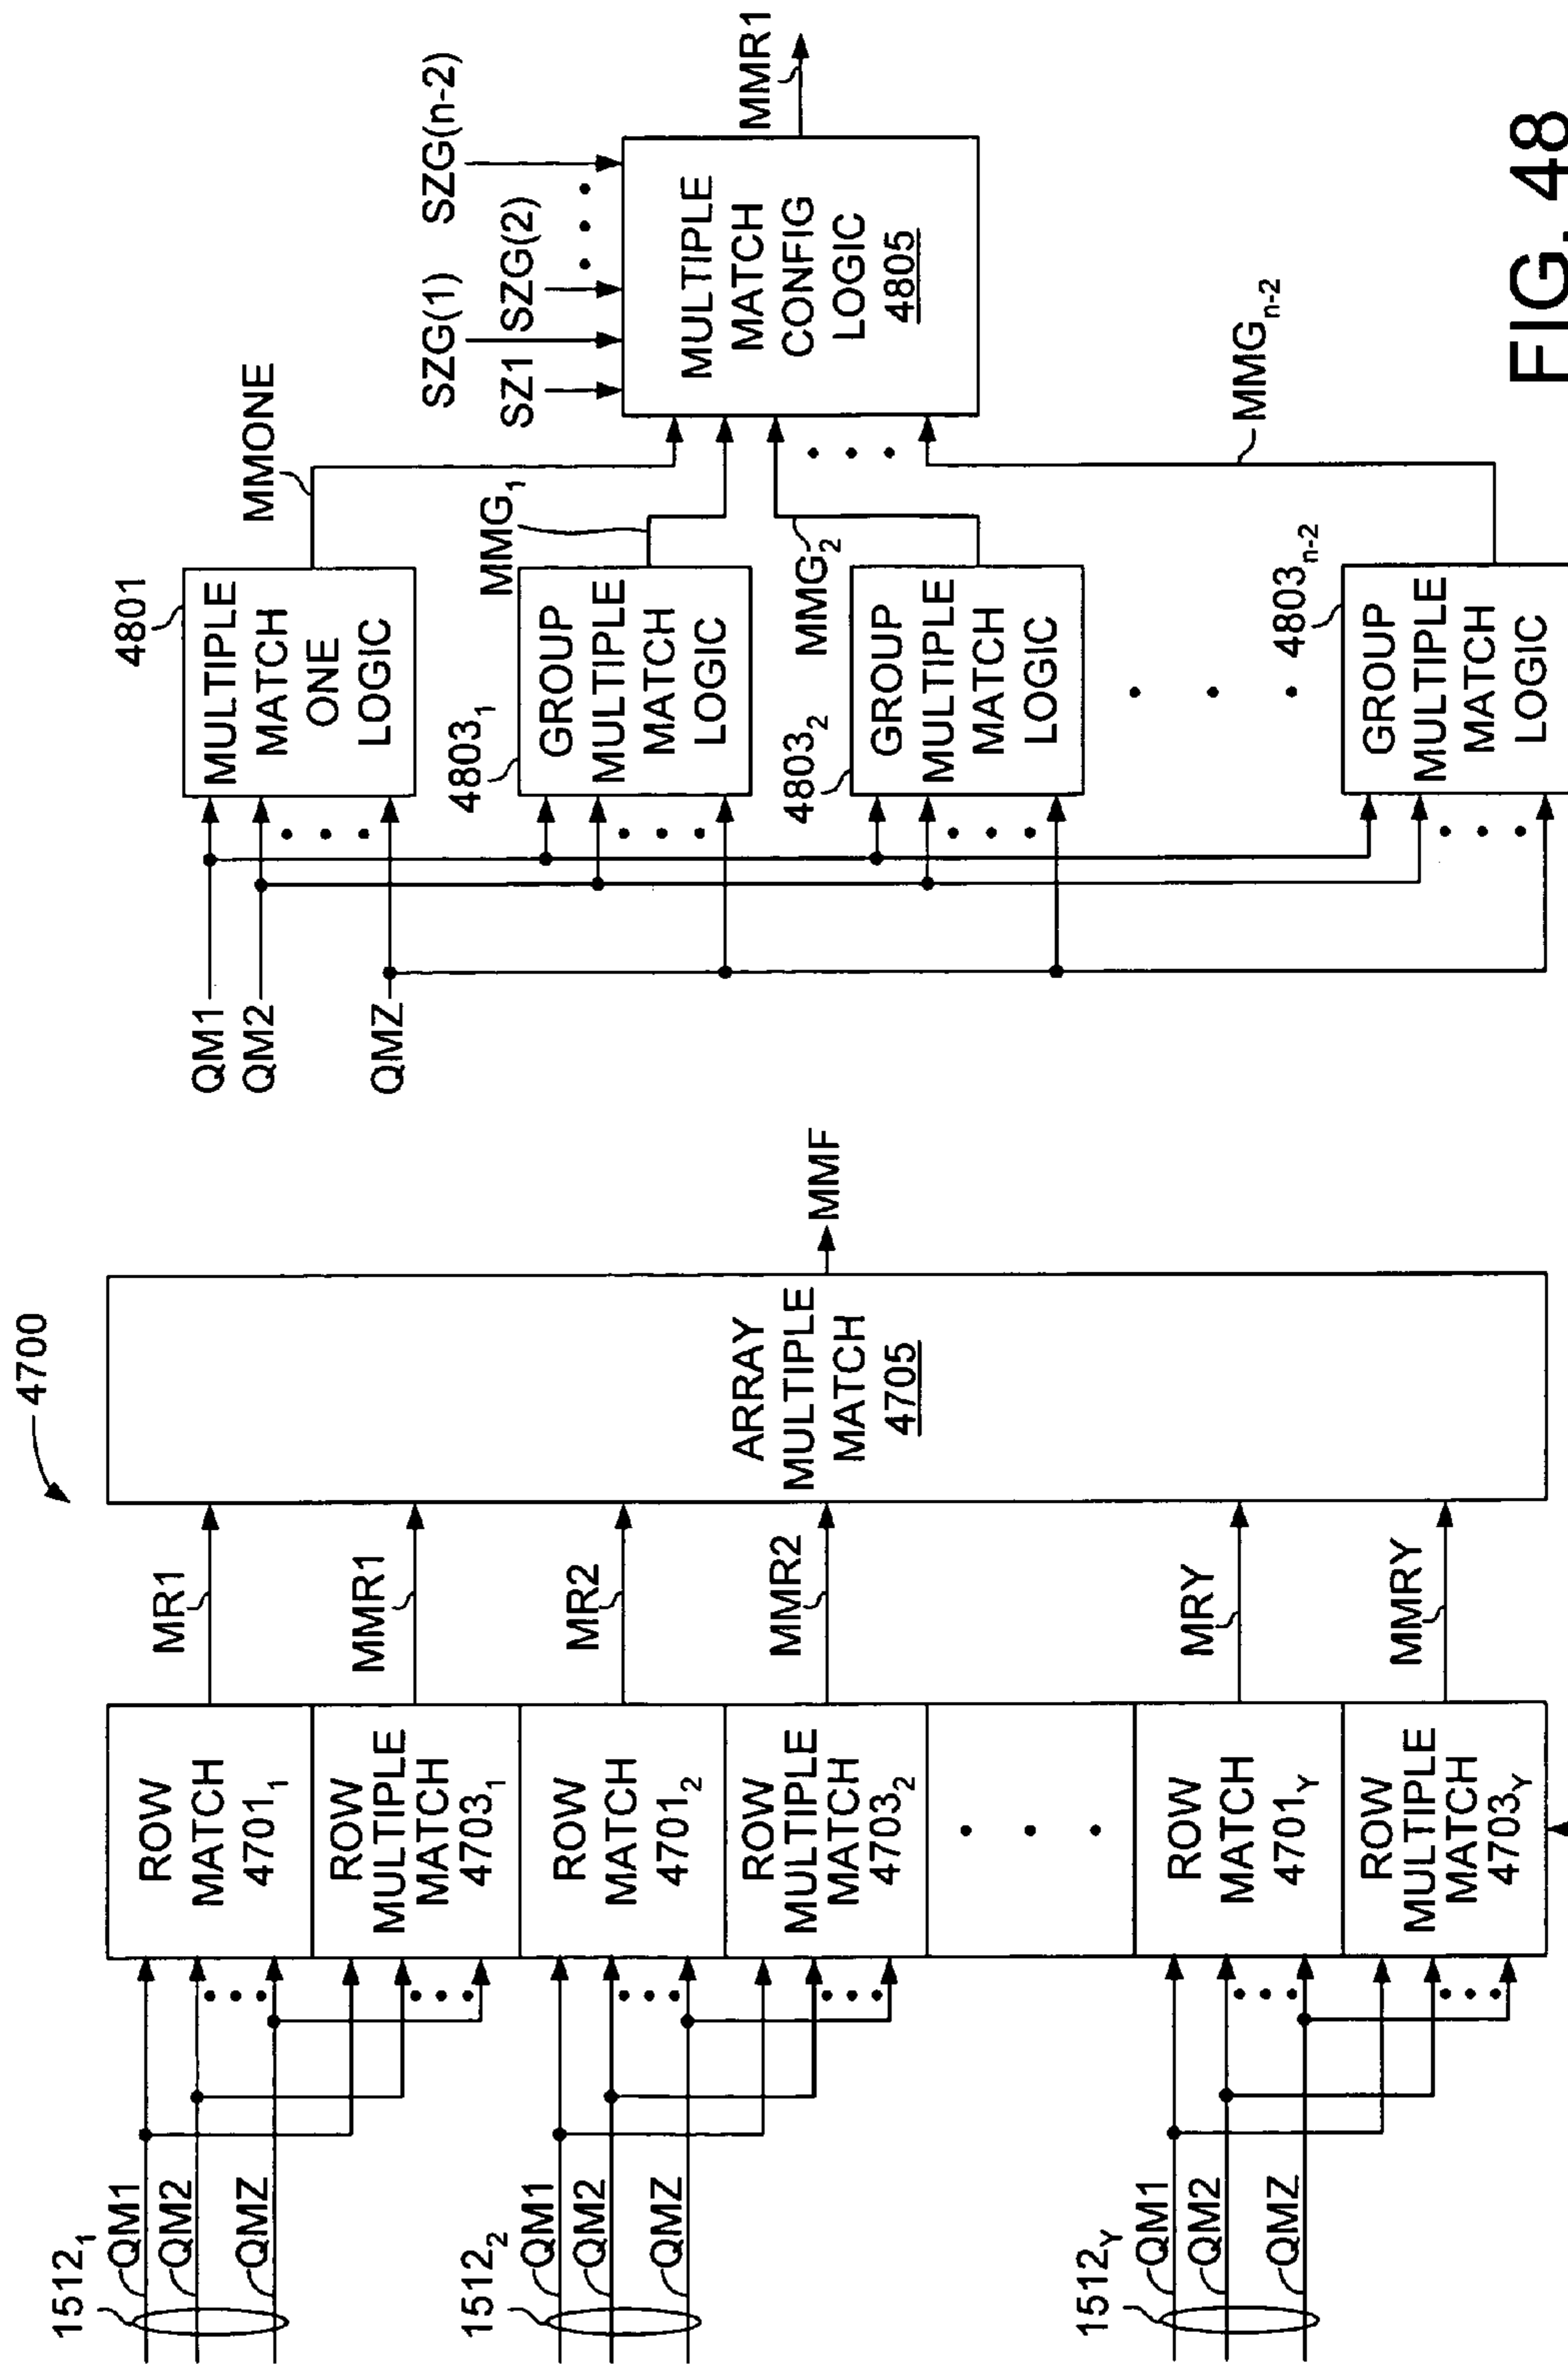 4700
1512₁
QM1
QM2
QMZ
ROW
MATCH
4701₁
MR1
ROW
MULTIPLE
MATCH
4703₁
MMR1
1512₂
QM1
QM2
QMZ
ROW
MATCH
4701₂
MR2
ROW
MULTIPLE
MATCH
4703₂
MMR2
1512Y
QM1
QM2
QMZ
ROW
MATCH
4701Y
MRY
ROW
MULTIPLE
MATCH
4703Y
MMRY
ARRAY
MULTIPLE
MATCH
4705
MMF
QM1
QM2
QMZ
4801
MULTIPLE
MATCH
ONE
LOGIC
MMONE
4803₁
GROUP
MULTIPLE
MATCH
LOGIC
MMG₁
4803₂
GROUP
MULTIPLE
MATCH
LOGIC
MMG₂
4803n-2
GROUP
MULTIPLE
MATCH
LOGIC
MMGn-2
SZG(1)
SZG(n-2)
SZ1
SZG(2)
MULTIPLE
MATCH
CONFIG
LOGIC
4805
MMR1
FIG. 48